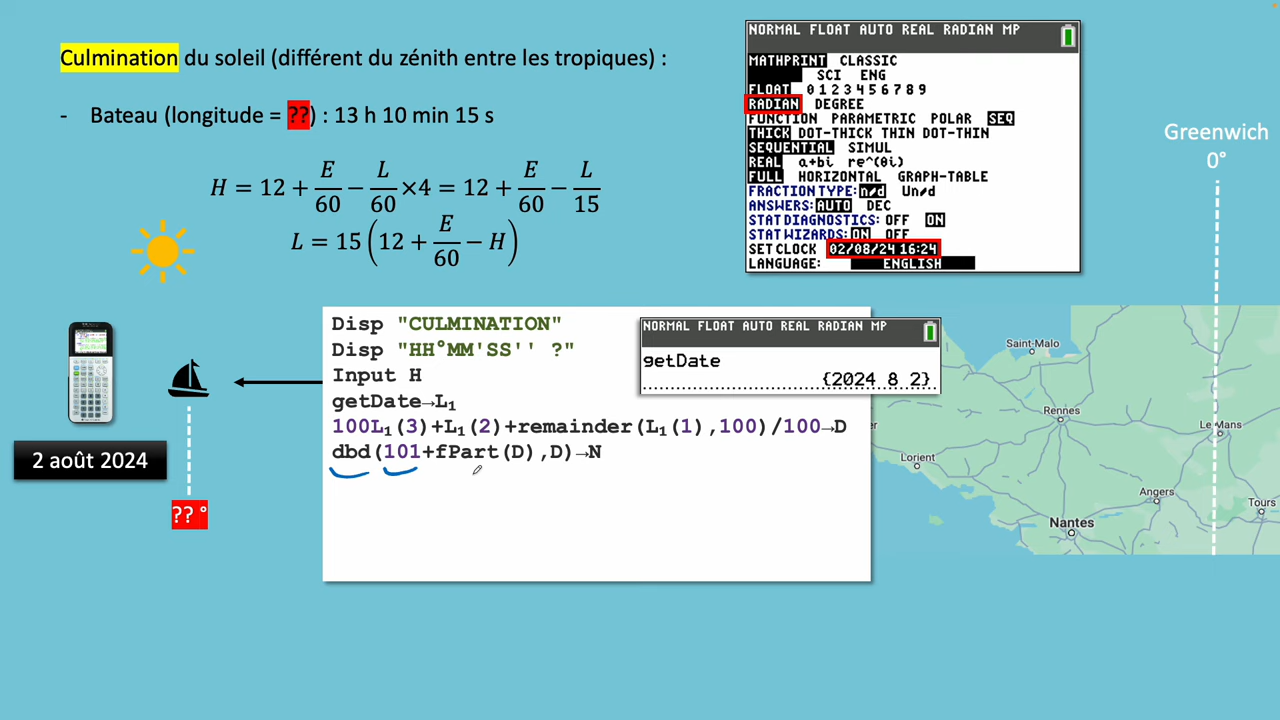 Culmination du soleil (différent du zénith entre les tropiques) :
- Bateau (longitude = ??) : 13 h 10 min 15 s
H = 12 + E/60 − L/60 ×4 = 12 + E/60 − L/15
L = 15 (12 + E/60 − H)
NORMAL FLOAT AUTO REAL RADIAN MP
MATHPRINT CLASSIC
SCI ENG
FLOAT 0 1 2 3 4 5 6 7 8 9
RADIAN DEGREE
FUNCTION PARAMETRIC POLAR SEQ
THICK DOT-THICK THIN DOT-THIN
SEQUENTIAL SIMUL
REAL a+bi re^(θi)
FULL HORIZONTAL GRAPH-TABLE
FRACTION TYPE: n/d Un/d
ANSWERS: AUTO DEC
STAT DIAGNOSTICS: OFF ON
STAT WIZARDS: ON OFF
SET CLOCK 02/08/24 16:24
LANGUAGE: ENGLISH
Greenwich
0°
2 août 2024
?? °
Disp "CULMINATION"
Disp "HH°MM'SS'' ?"
Input H
getDate→L₁
100L₁(3)+L₁(2)+remainder(L₁(1),100)/100→D
dbd(101+fPart(D),D)→N
NORMAL FLOAT AUTO REAL RADIAN MP
getDate
{2024 8 2}
Saint-Malo
Rennes
Le Mans
Lorient
Angers
Tours
Nantes